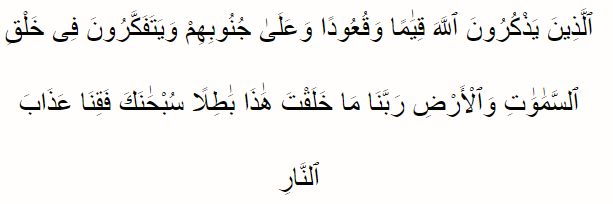 ٱلَّذِينَ يَذْكُرُونَ ٱللَّهَ قِيَٰمًا وَقُعُودًا وَعَلَىٰ جُنُوبِهِمْ وَيَتَفَكَّرُونَ فِى خَلْقِ
ٱلسَّمَٰوَٰتِ وَٱلْأَرْضِ رَبَّنَا مَا خَلَقْتَ هَٰذَا بَٰطِلًا سُبْحَٰنَكَ فَقِنَا عَذَابَ
ٱلنَّارِ